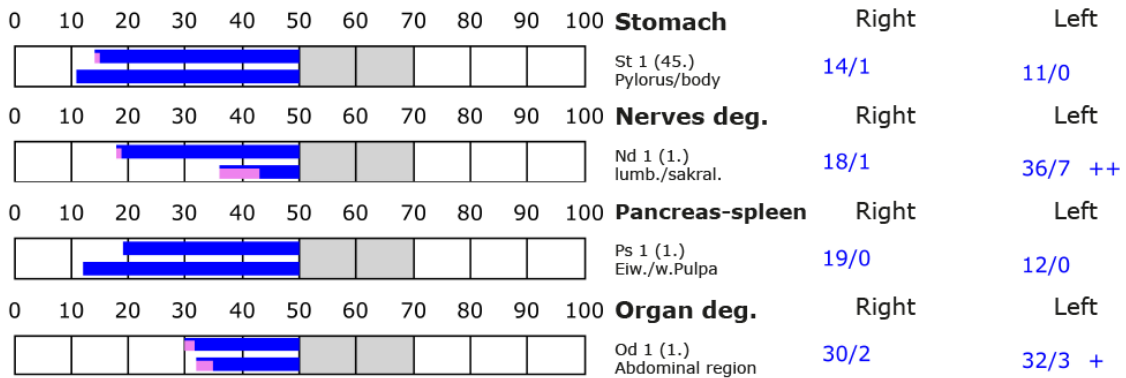 0 10 20 30 40 50 60 70 80 90 100 Stomach Right Left
St 1 (45.) 14/1 11/0
Pylorus/body
0 10 20 30 40 50 60 70 80 90 100 Nerves deg. Right Left
Nd 1 (1.) 18/1 36/7 ++
lumb./sakral.
0 10 20 30 40 50 60 70 80 90 100 Pancreas-spleen Right Left
Ps 1 (1.) 19/0 12/0
Eiw./w.Pulpa
0 10 20 30 40 50 60 70 80 90 100 Organ deg. Right Left
Od 1 (1.) 30/2 32/3 +
Abdominal region